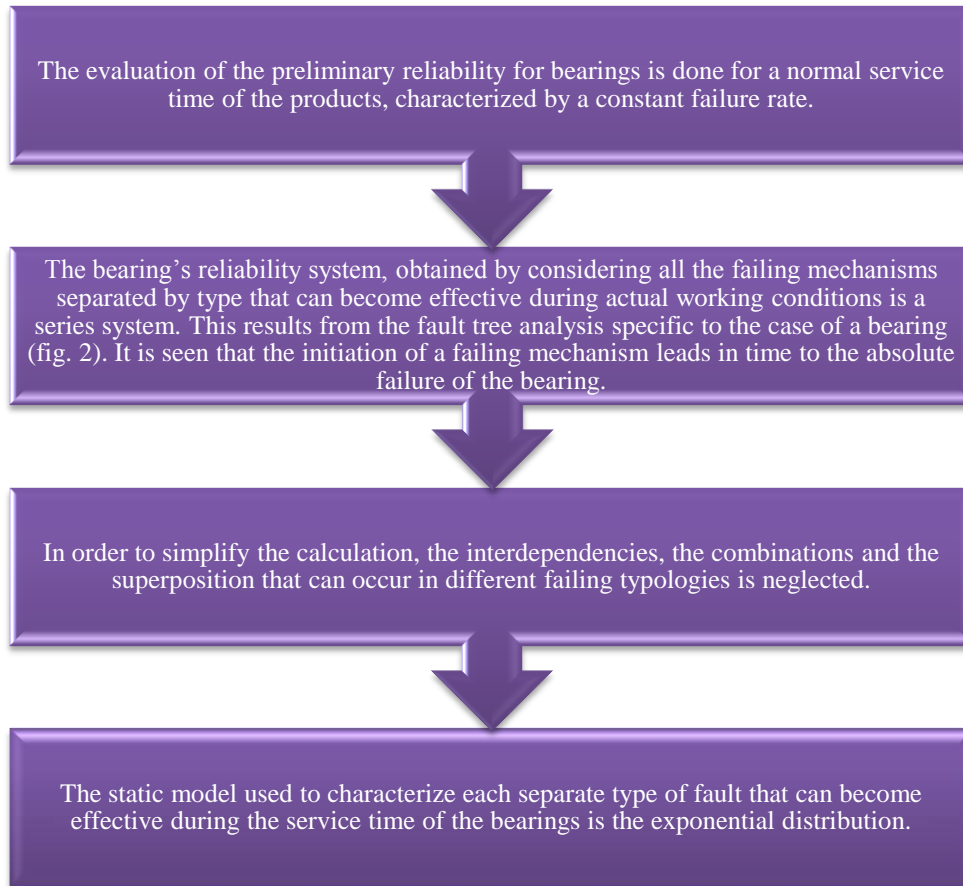 The evaluation of the preliminary reliability for bearings is done for a normal service
time of the products, characterized by a constant failure rate.
The bearing’s reliability system, obtained by considering all the failing mechanisms
separated by type that can become effective during actual working conditions is a
series system. This results from the fault tree analysis specific to the case of a bearing
(fig. 2). It is seen that the initiation of a failing mechanism leads in time to the absolute
failure of the bearing.
In order to simplify the calculation, the interdependencies, the combinations and the
superposition that can occur in different failing typologies is neglected.
The static model used to characterize each separate type of fault that can become
effective during the service time of the bearings is the exponential distribution.